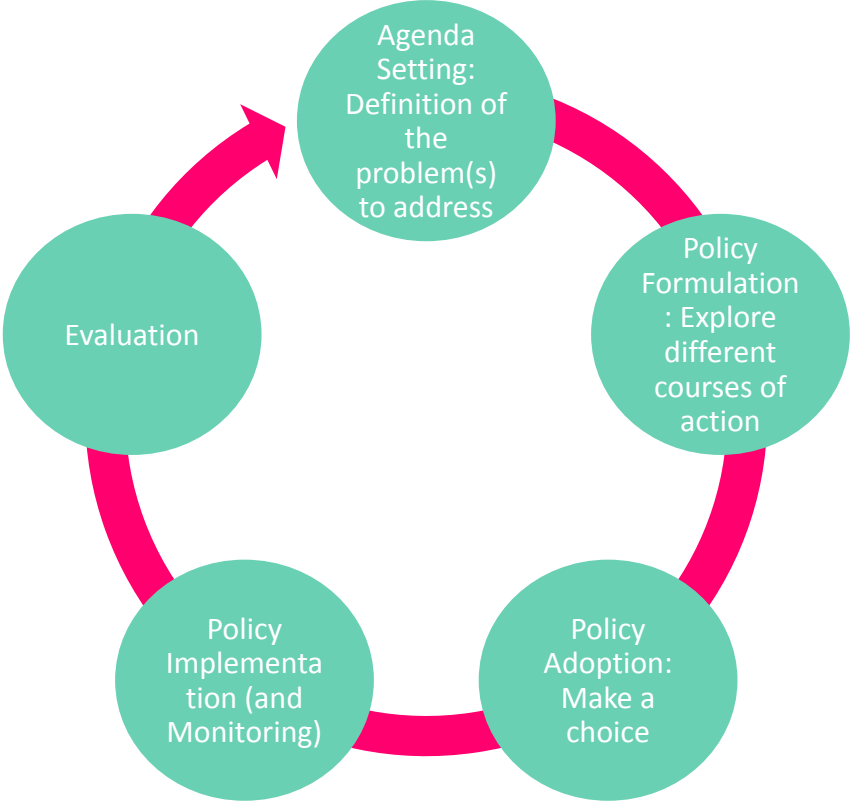 Agenda
Setting:
Definition of
the
problem(s)
to address
Policy
Formulation
: Explore
different
courses of
action
Policy
Adoption:
Make a
choice
Policy
Implementa
tion (and
Monitoring)
Evaluation